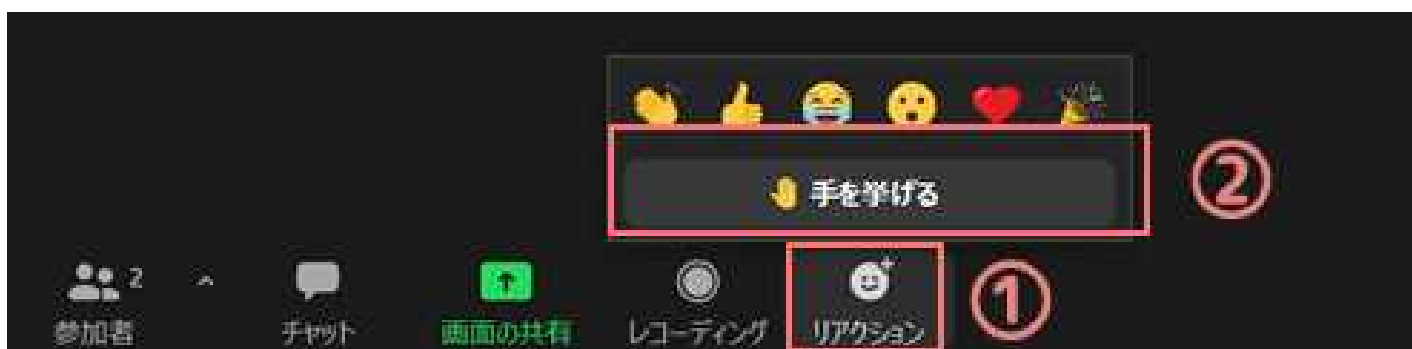 手を挙げる
②
2
参加者 チャット 画面の共有 レコーディング リアクション ①